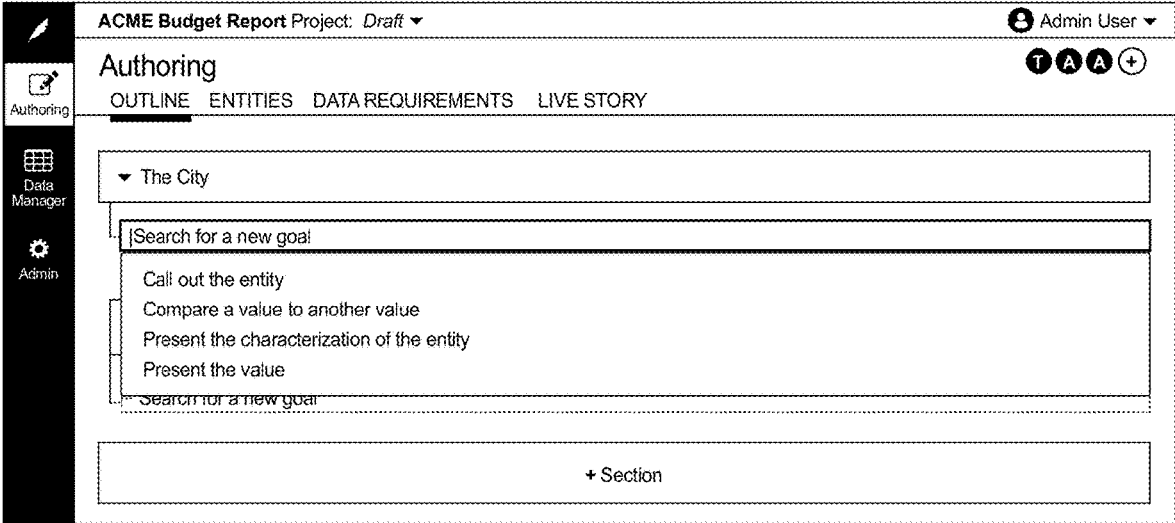 ACME Budget Report Project: Draft
Admin User
Authoring
T A A +
OUTLINE ENTITIES DATA REQUIREMENTS LIVE STORY
Authoring
Data
Manager
Admin
The City
Search for a new goal
Call out the entity
Compare a value to another value
Present the characterization of the entity
Present the value
Search for a new goal
+ Section